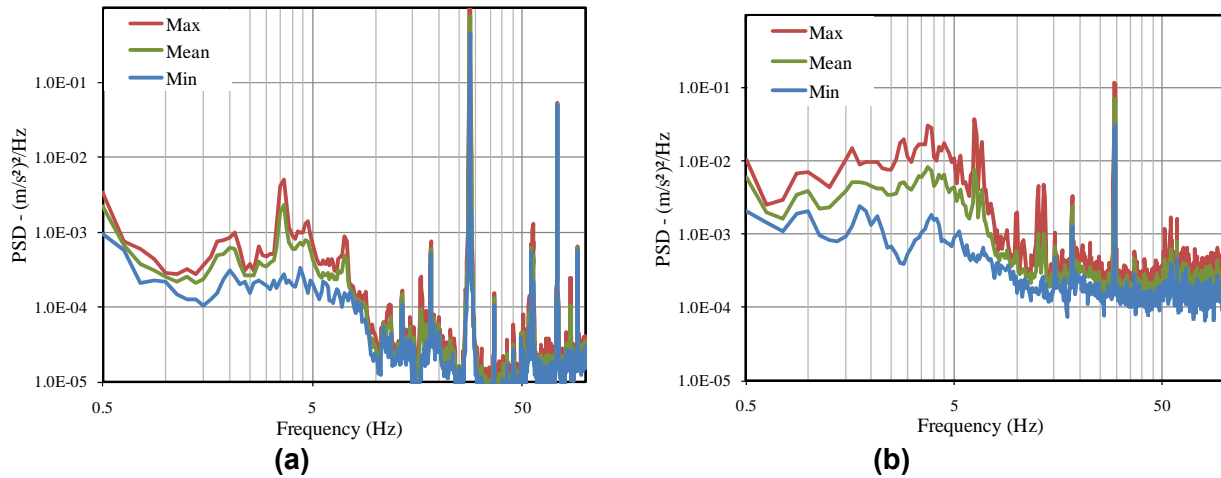 Max
Mean
Min
PSD - (m/s²)²/Hz
1.0E-01
1.0E-02
1.0E-03
1.0E-04
1.0E-05
0.5
5
50
Frequency (Hz)
(a)
Max
Mean
Min
PSD - (m/s²)²/Hz
1.0E-01
1.0E-02
1.0E-03
1.0E-04
1.0E-05
0.5
5
50
Frequency (Hz)
(b)